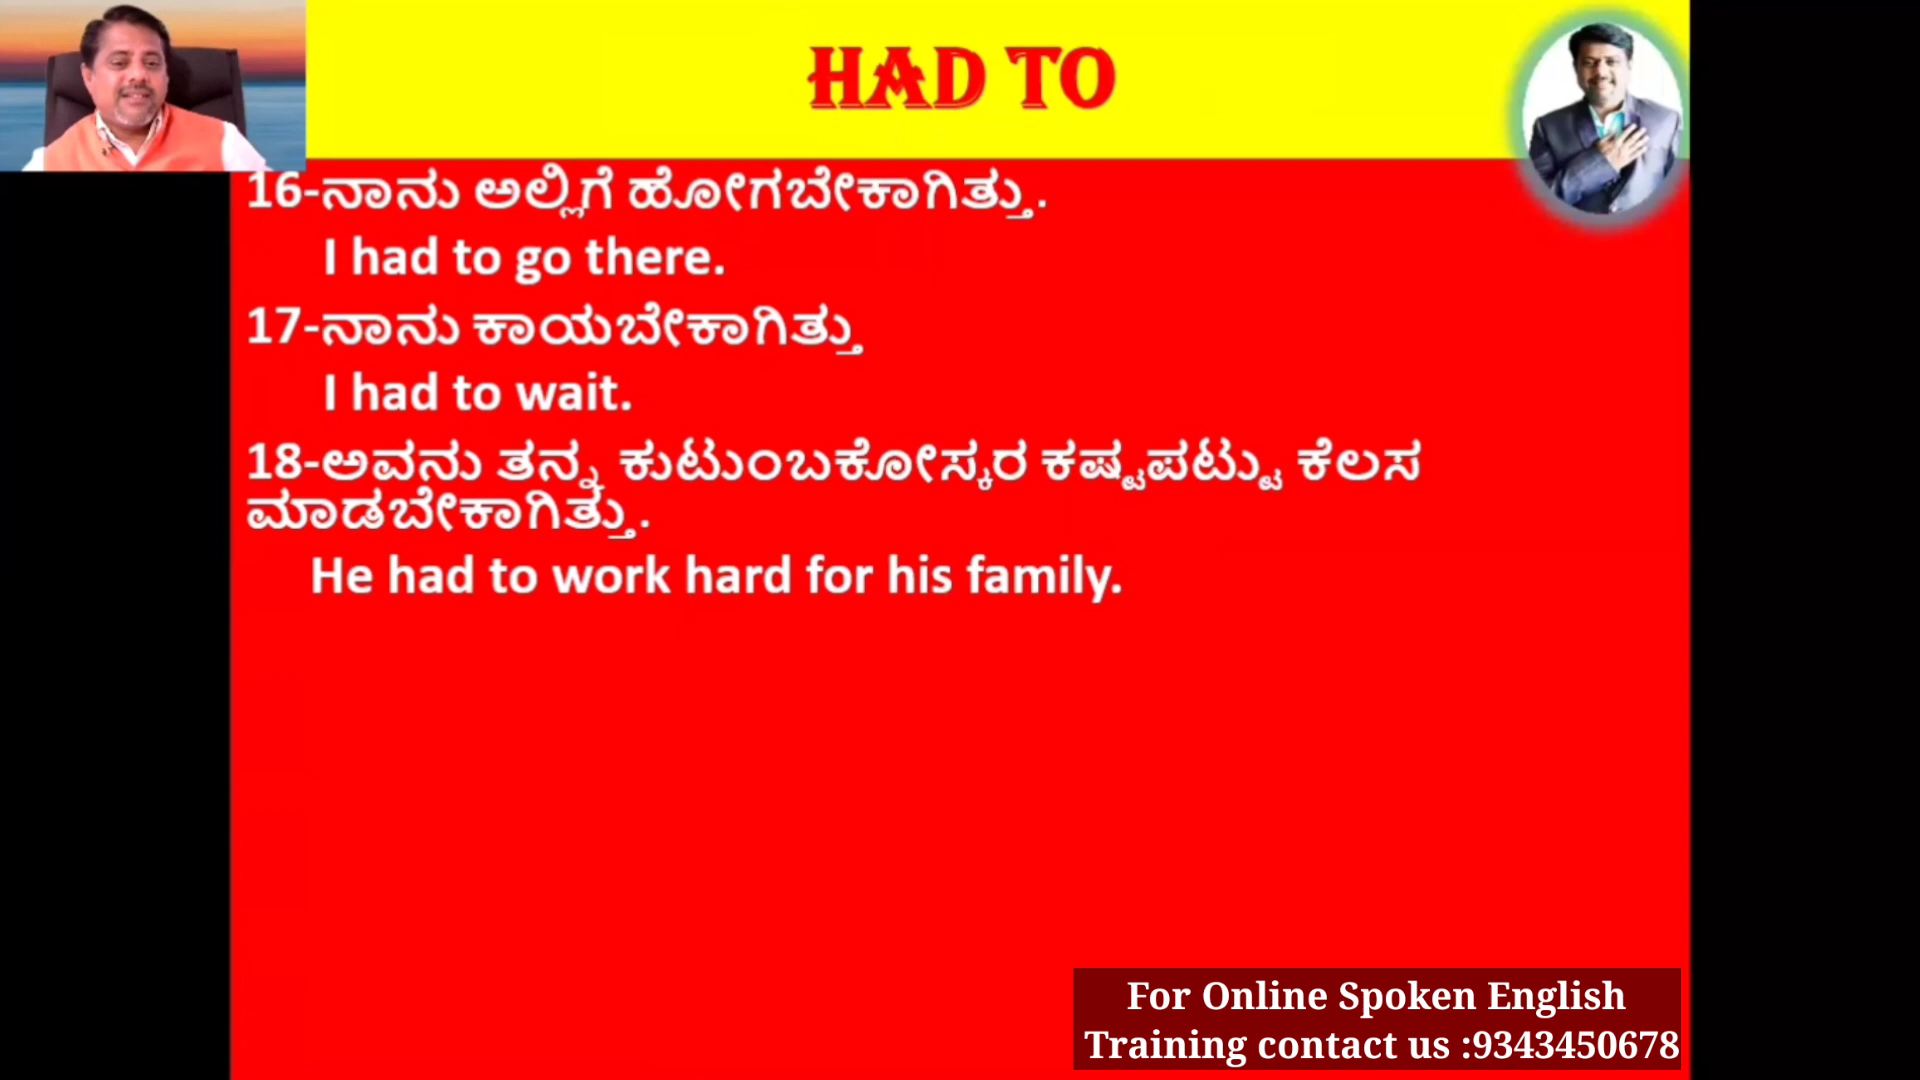 HAD TO
16-ನಾನು ಅಲ್ಲಿಗೆ ಹೋಗಬೇಕಾಗಿತ್ತು.
I had to go there.
17-ನಾನು ಕಾಯಬೇಕಾಗಿತ್ತು
I had to wait.
18-ಅವನು ತನ್ನ ಕುಟುಂಬಕೋಸ್ಕರ ಕಷ್ಟಪಟ್ಟು ಕೆಲಸ
ಮಾಡಬೇಕಾಗಿತ್ತು.
He had to work hard for his family.
For Online Spoken English
Training contact us :9343450678